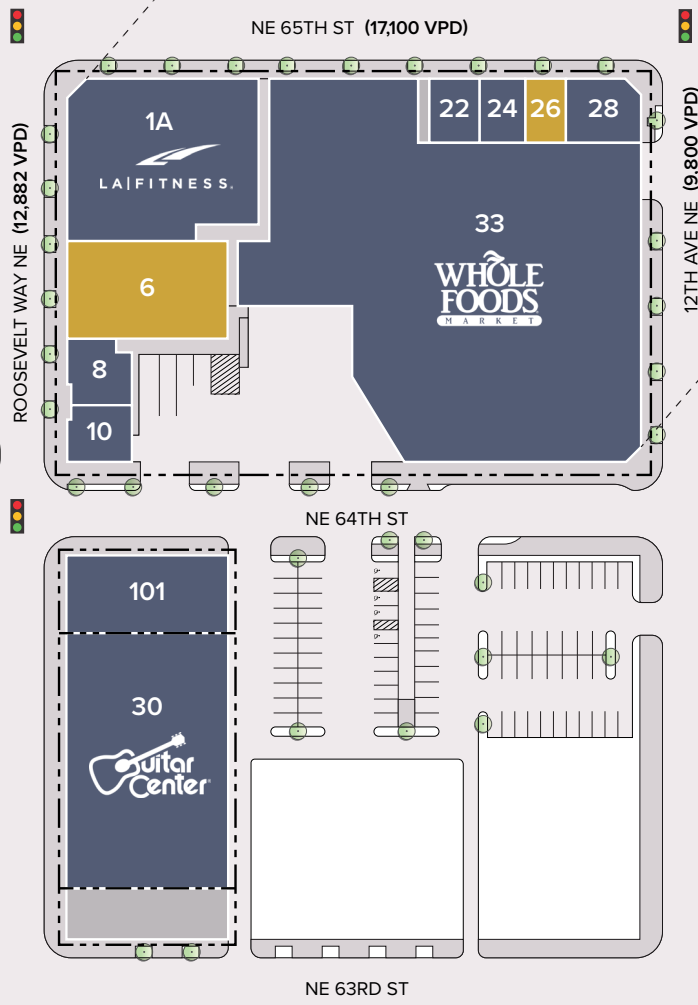 NE 65TH ST (17,100 VPD)
ROOSEVELT WAY NE (12,882 VPD)
12TH AVE NE (9,800 VPD)
1A
LA|FITNESS.
22
24
26
28
33
WHOLE
FOODS
MARKET
6
8
10
NE 64TH ST
101
30
Guitar
Center
NE 63RD ST